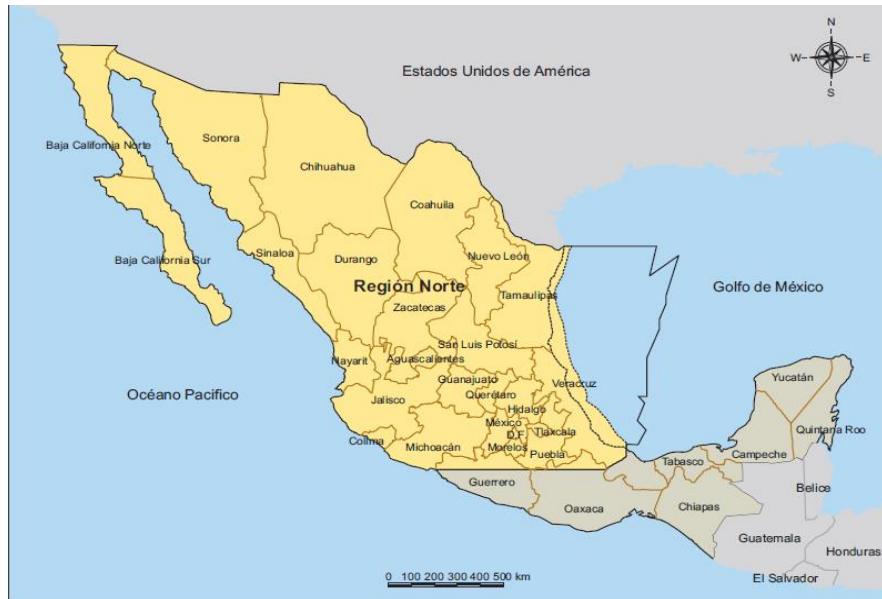 N
Estados Unidos de América
W
E
S
Baja California Norte
Sonora
Chihuahua
Coahuila
Sinaloa
Durango
Nuevo León
Baja California Sur
Región Norte
Tamaulipas
Golfo de México
Zacatecas
San Luis Potosí
Nayarit
Aguascalientes
Guanajuato
Veracruz
Yucatán
Océano Pacifico
Jalisco
Querétaro
Hidalgo
México
Quintana Roo
Colima
D.F.
Tlaxcala
Michoacán
Morelos
Puebla
Campeche
Tabasco
Guerrero
Belice
Oaxaca
Chiapas
Guatemala
Honduras
El Salvador
0 100 200 300 400 500 km